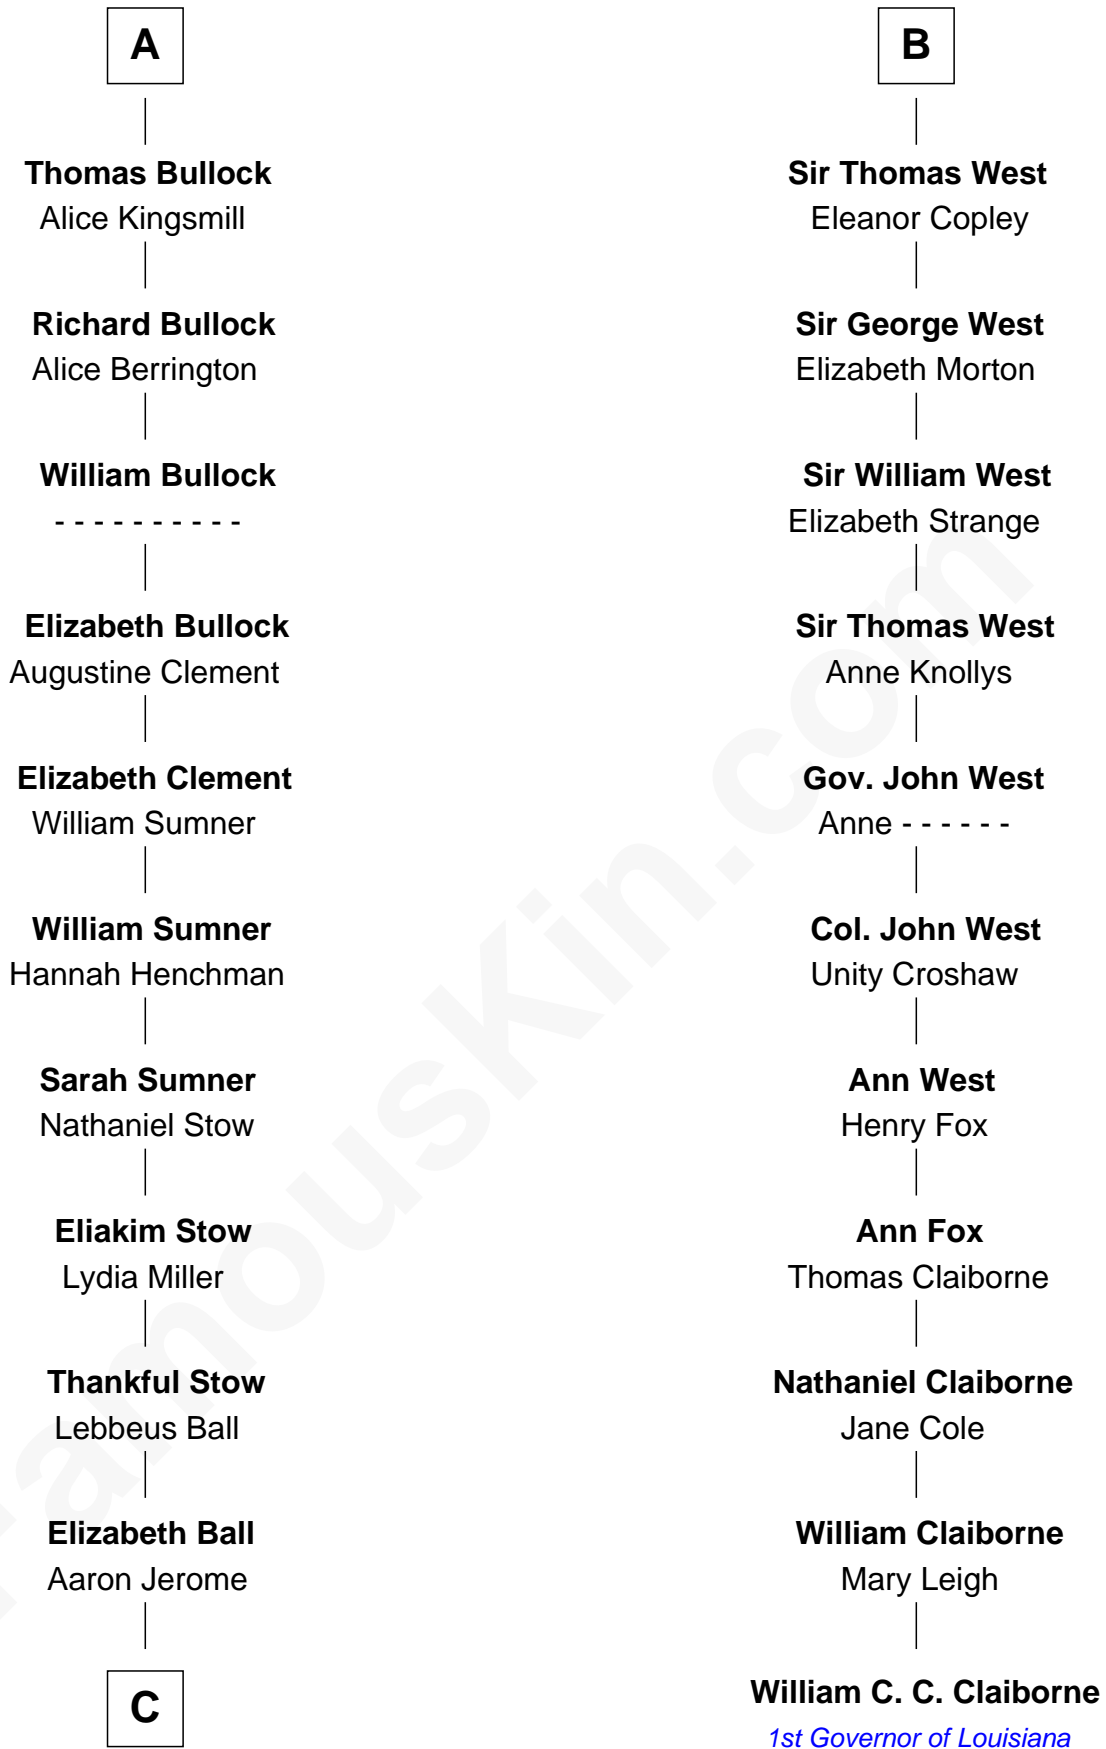 A
Thomas Bullock
Alice Kingsmill
Richard Bullock
Alice Berrington
William Bullock
- - - - - - - - - -
Elizabeth Bullock
Augustine Clement
Elizabeth Clement
William Sumner
William Sumner
Hannah Henchman
Sarah Sumner
Nathaniel Stow
Eliakim Stow
Lydia Miller
Thankful Stow
Lebbeus Ball
Elizabeth Ball
Aaron Jerome
C
B
Sir Thomas West
Eleanor Copley
Sir George West
Elizabeth Morton
Sir William West
Elizabeth Strange
Sir Thomas West
Anne Knollys
Gov. John West
Anne - - - - - -
Col. John West
Unity Croshaw
Ann West
Henry Fox
Ann Fox
Thomas Claiborne
Nathaniel Claiborne
Jane Cole
William Claiborne
Mary Leigh
William C. C. Claiborne
1st Governor of Louisiana
FamousKin.com